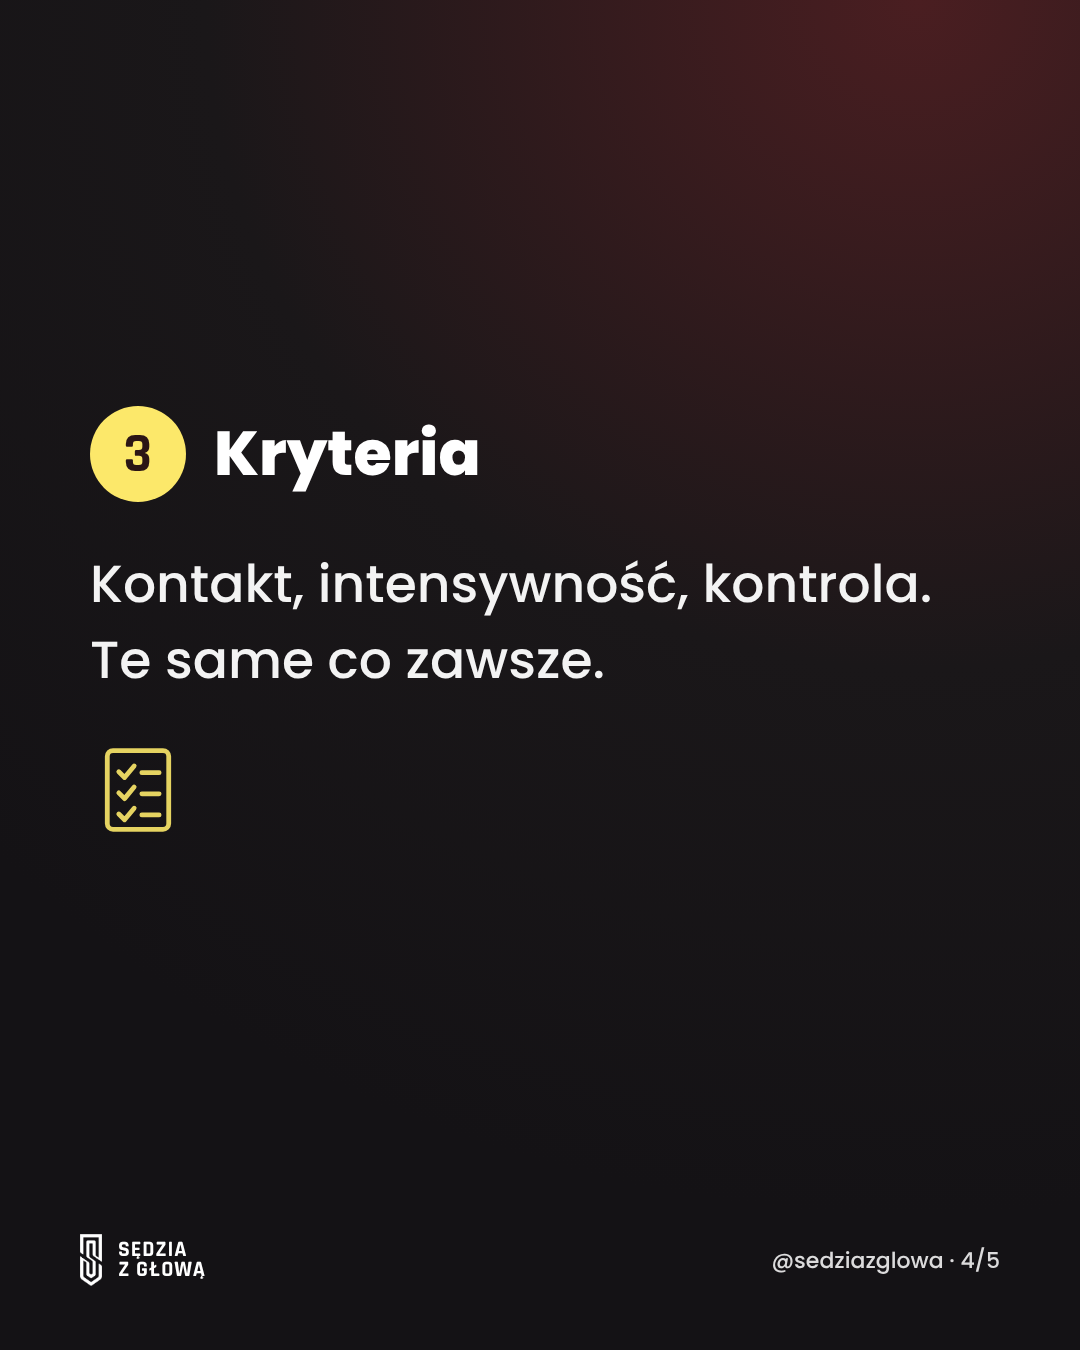 3 Kryteria
Kontakt, intensywność, kontrola.
Te same co zawsze.
SĘDZIA
Z GŁOWĄ
@sedziazglowa · 4/5